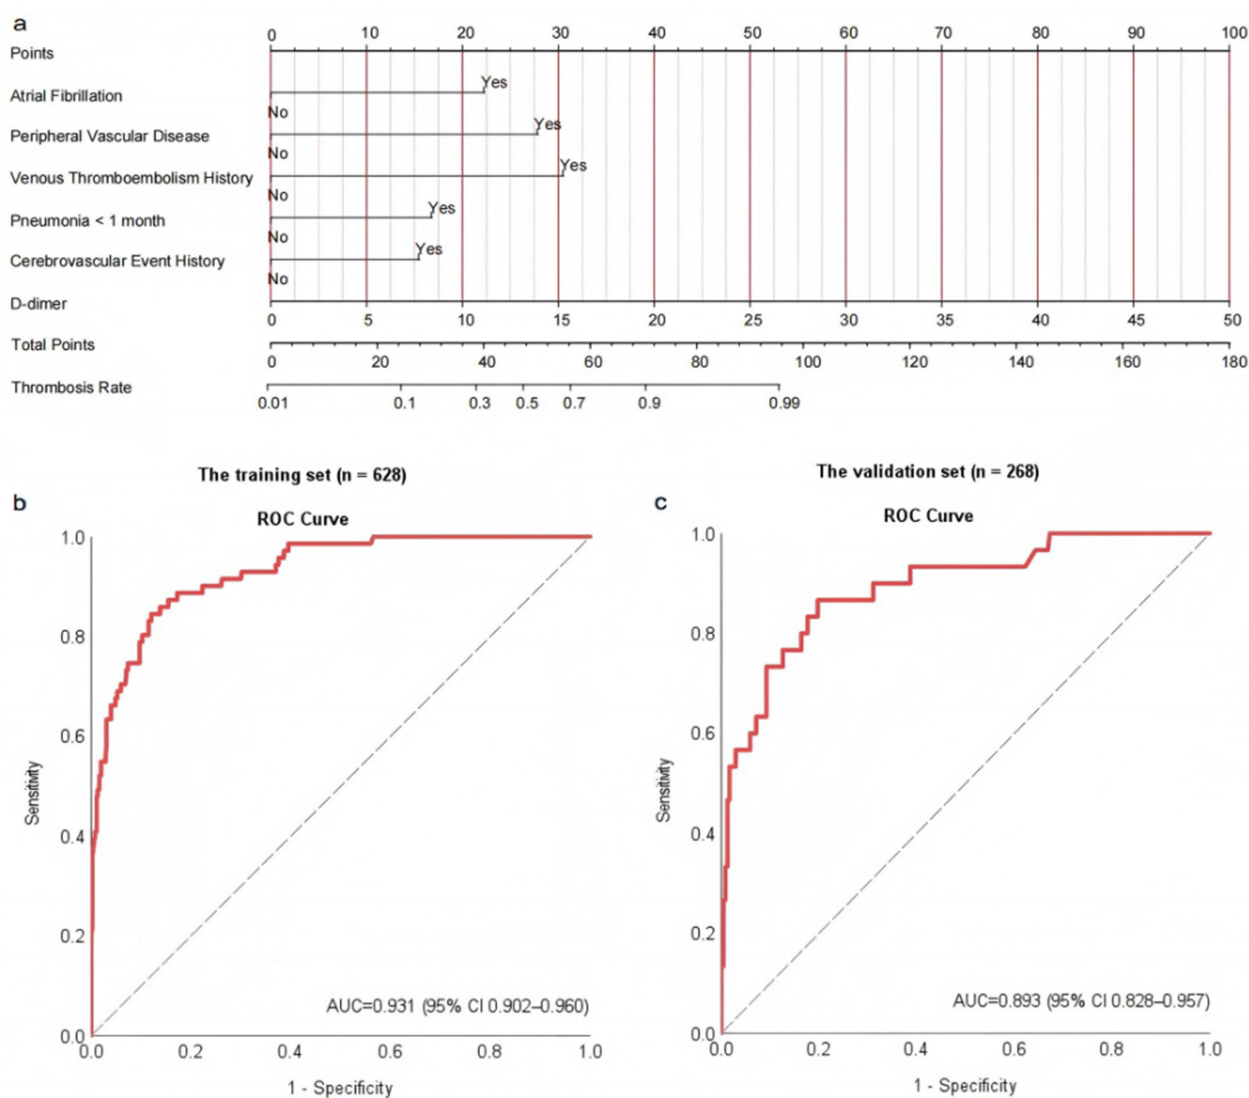 a
0 10 20 30 40 50 60 70 80 90 100
Points
Yes
Atrial Fibrillation
No
Yes
Peripheral Vascular Disease
No
Yes
Venous Thromboembolism History
No
Yes
Pneumonia < 1 month
No
Yes
Cerebrovascular Event History
No
D-dimer
0 5 10 15 20 25 30 35 40 45 50
Total Points
0 20 40 60 80 100 120 140 160 180
Thrombosis Rate
0.01 0.1 0.3 0.5 0.7 0.9 0.99
The training set (n = 628)
b
ROC Curve
1.0
0.8
0.6
Sensitivity
0.4
0.2
AUC=0.931 (95% CI 0.902–0.960)
0.0
0.0 0.2 0.4 0.6 0.8 1.0
1 - Specificity
The validation set (n = 268)
c
ROC Curve
1.0
0.8
0.6
Sensitivity
0.4
0.2
AUC=0.893 (95% CI 0.828–0.957)
0.0
0.0 0.2 0.4 0.6 0.8 1.0
1 - Specificity